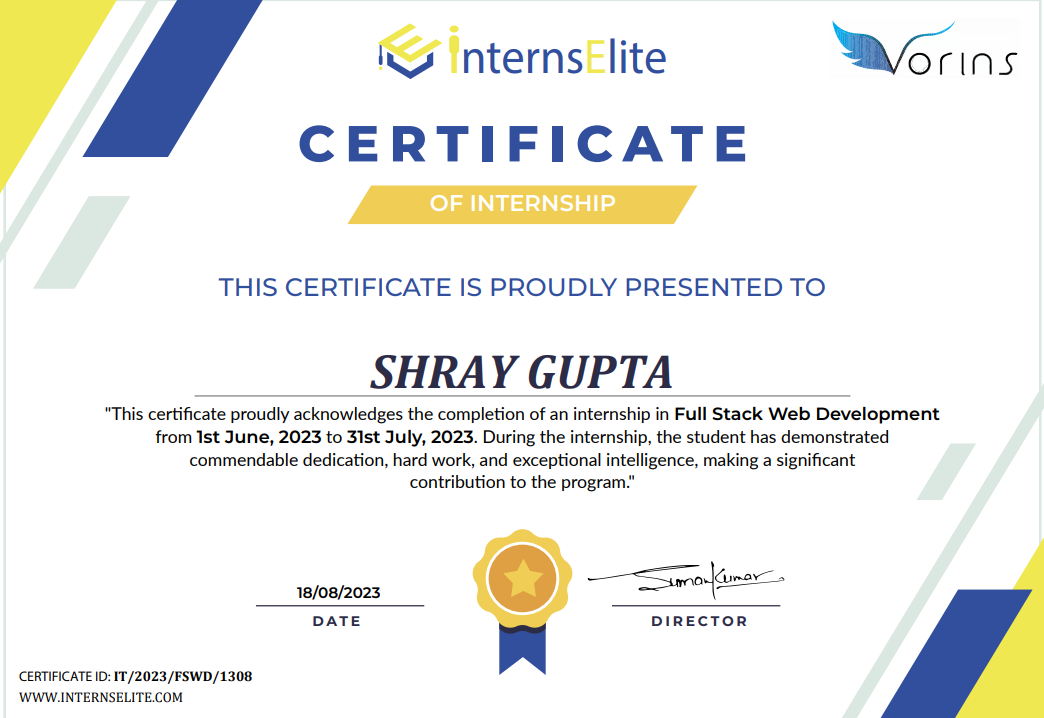 internsElite
Vorins
CERTIFICATE
OF INTERNSHIP
THIS CERTIFICATE IS PROUDLY PRESENTED TO
SHRAY GUPTA
"This certificate proudly acknowledges the completion of an internship in Full Stack Web Development
from 1st June, 2023 to 31st July, 2023. During the internship, the student has demonstrated
commendable dedication, hard work, and exceptional intelligence, making a significant
contribution to the program."
18/08/2023
Suman Kumar
DATE
DIRECTOR
CERTIFICATE ID: IT/2023/FSWD/1308
WWW.INTERNSELITE.COM